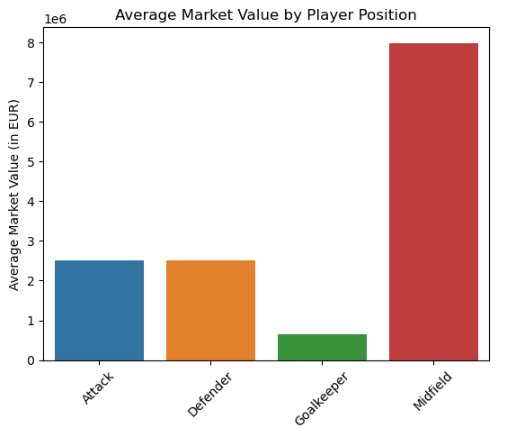 Average Market Value by Player Position
1e6
Average Market Value (in EUR)
8
7
6
5
4
3
2
1
0
Attack
Defender
Goalkeeper
Midfield